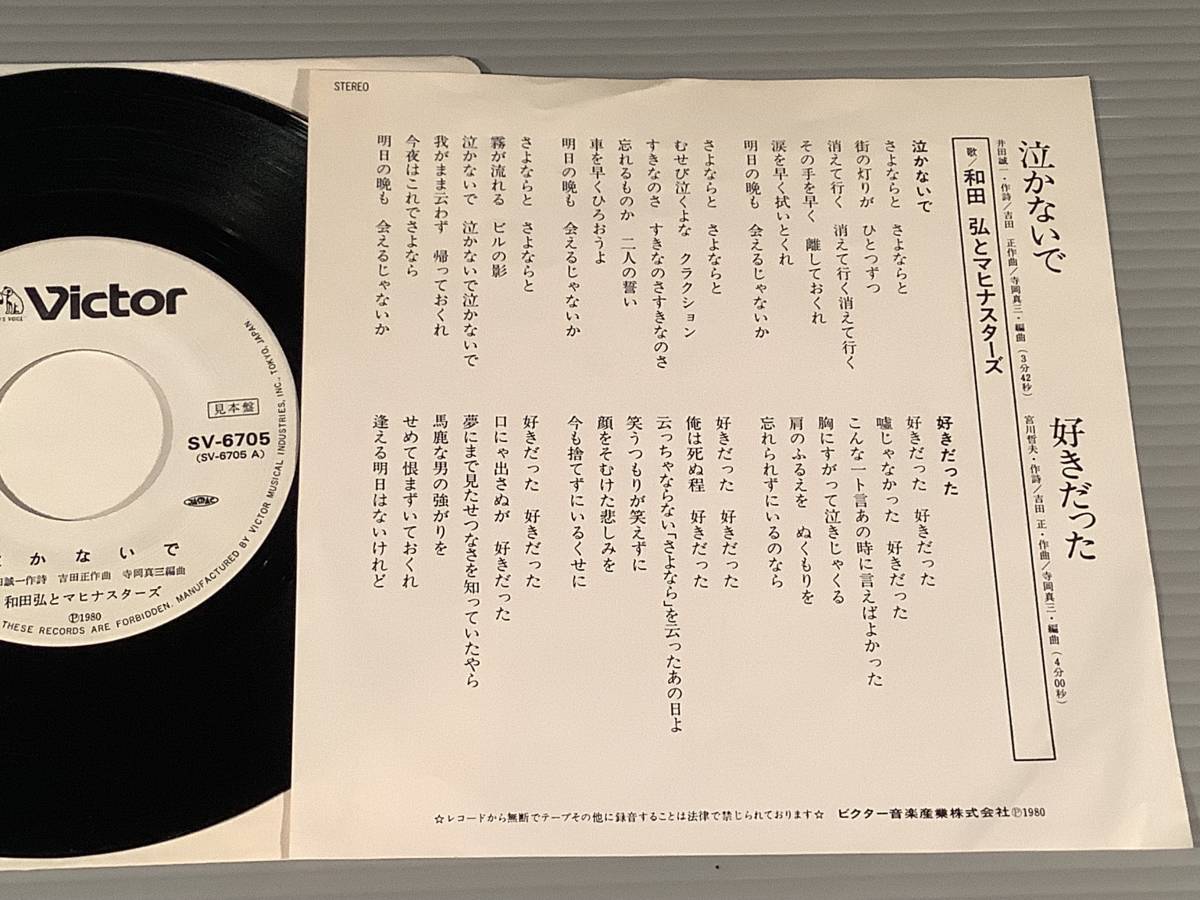 STEREO
泣かないで
井田誠一・作詩/吉田 正作曲/寺岡真三・編曲(3分42秒)
好きだった
宮川哲夫・作詩/吉田 正・作曲/寺岡真三・編曲(4分00秒)
歌/和田 弘とマヒナスターズ
泣かないで
さよならと さよならと
街の灯りが ひとつずつ
消えて行く 消えて行く消えて行く
その手を早く 離しておくれ
涙を早く拭いとくれ
明日の晩も 会えるじゃないか
さよならと さよならと
むせび泣くよな クラクション
すきなのさ すきなのさすきなのさ
忘れるものか 二人の誓い
車を早くひろおうよ
明日の晩も 会えるじゃないか
さよならと さよならと
霧が流れる ビルの影
泣かないで 泣かないで泣かないで
我がまま云わず 帰っておくれ
今夜はこれでさよなら
明日の晩も 会えるじゃないか
好きだった
好きだった 好きだった
嘘じゃなかった 好きだった
こんな一ト言あの時に言えばよかった
胸にすがって泣きじゃくる
肩のふるえを ぬくもりを
忘れられずにいるのなら
好きだった 好きだった
俺は死ぬ程 好きだった
云っちゃならない「さよなら」を云ったあの日よ
笑うつもりが笑えずに
顔をそむけた悲しみを
今も捨てずにいるくせに
好きだった 好きだった
口にゃ出さぬが 好きだった
夢にまで見たせつなさを知っていたやら
馬鹿な男の強がりを
せめて恨まずいておくれ
逢える明日はないけれど
☆レコードから無断でテープその他に録音することは法律で禁じられております☆ ビクター音楽産業株式会社Ⓟ1980
Victor
見本盤
SV-6705
(SV-6705 A)
JASRAC
かないで
田誠一作詩 吉田正作曲 寺岡真三編曲
和田弘とマヒナスターズ
Ⓟ1980
THESE RECORDS ARE FORBIDDEN. MANUFACTURED BY VICTOR MUSICAL INDUSTRIES, INC., TOKYO, JAPAN